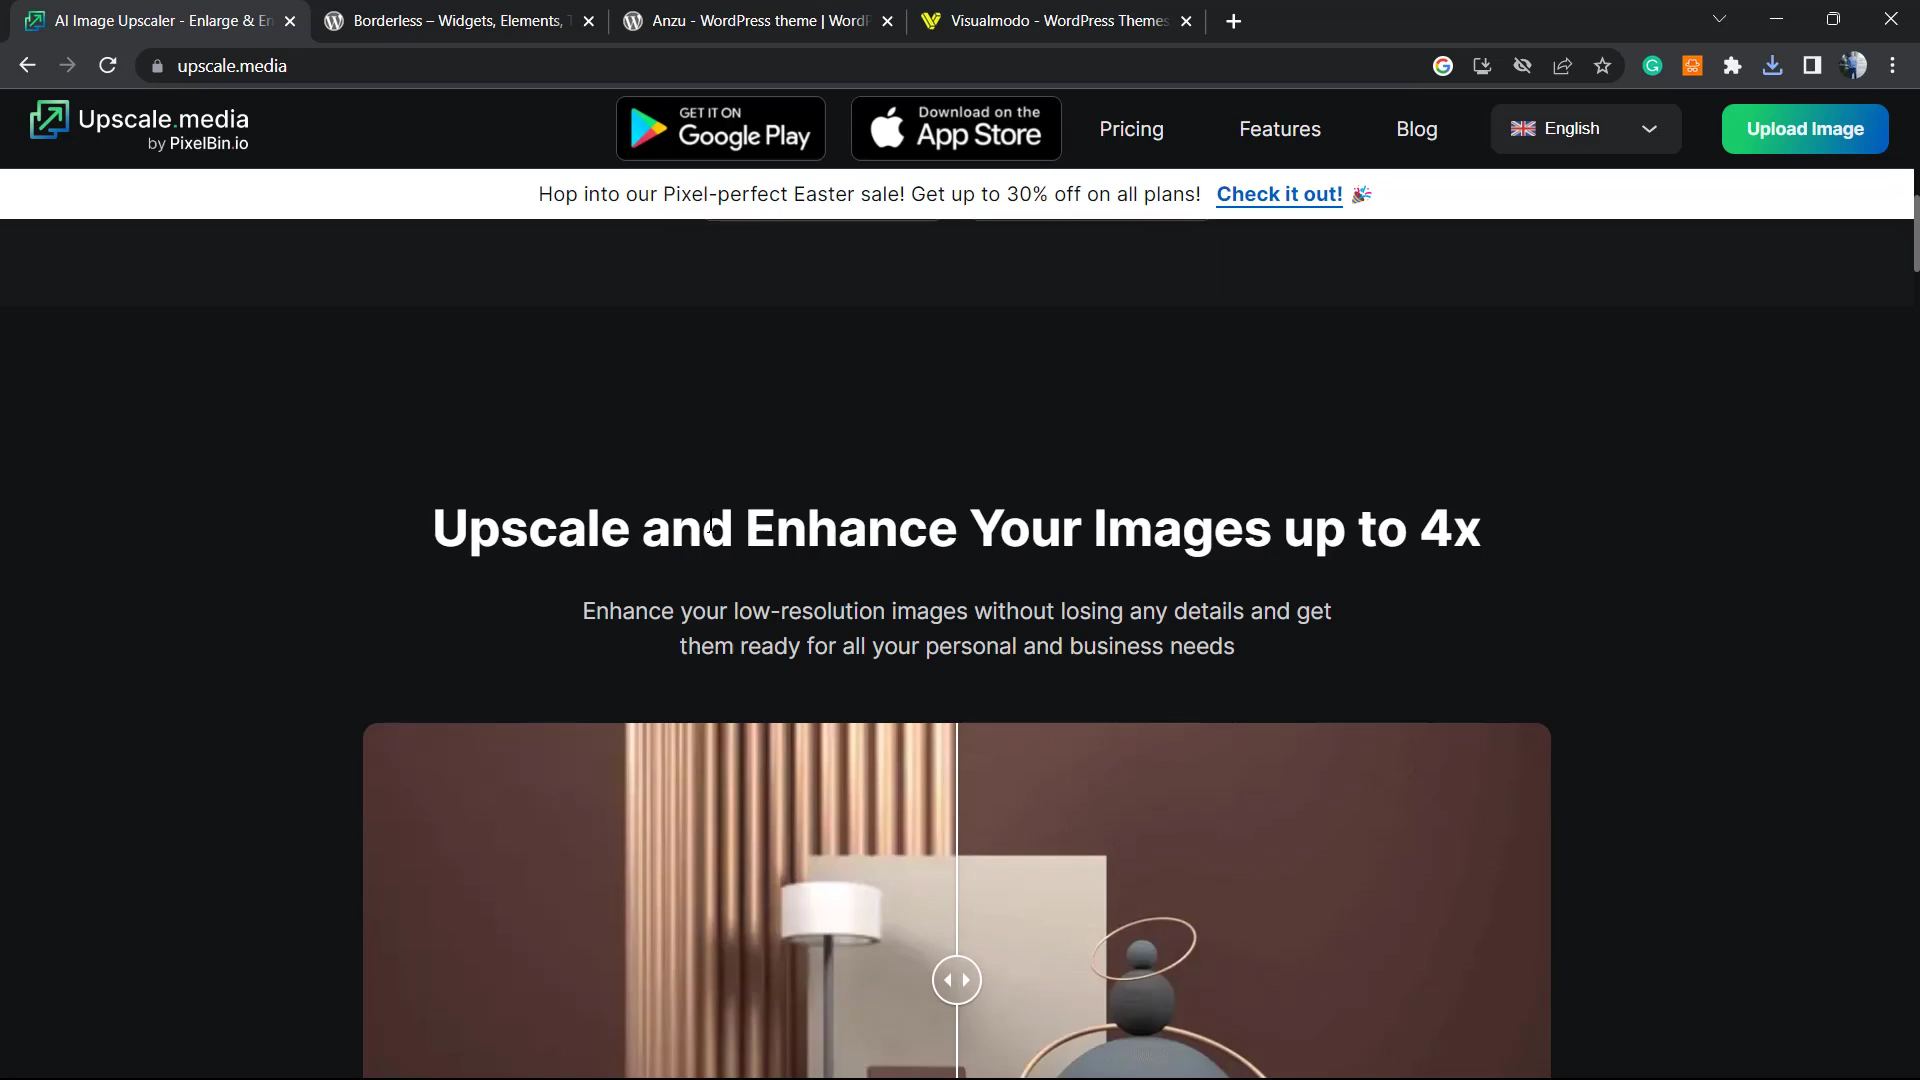 AI Image Upscaler - Enlarge & En
Borderless – Widgets, Elements,
Anzu - WordPress theme | WordP
Visualmodo - WordPress Themes
upscale.media
Upscale.media
by PixelBin.io
GET IT ON
Google Play
Download on the
App Store
Pricing
Features
Blog
English
Upload Image
Hop into our Pixel-perfect Easter sale! Get up to 30% off on all plans! Check it out! 🎉
Upscale and Enhance Your Images up to 4x
Enhance your low-resolution images without losing any details and get
them ready for all your personal and business needs